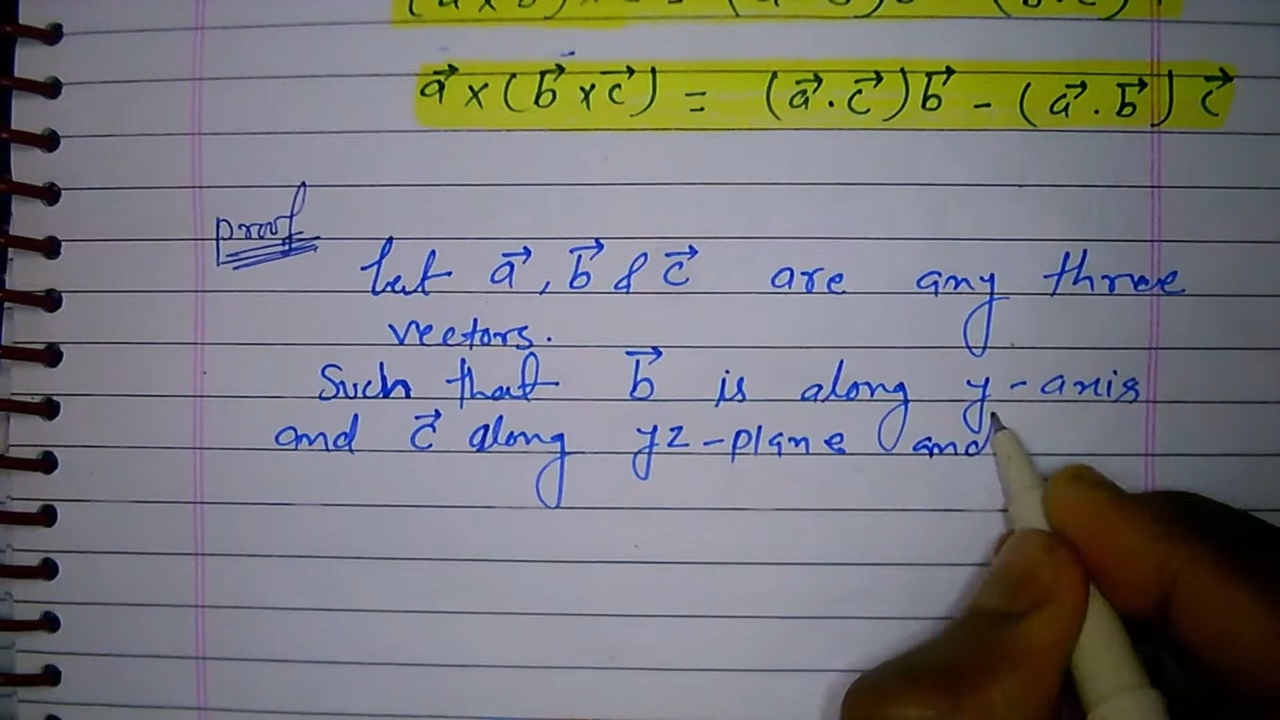 a⃗ × (b⃗ × c⃗) = (a⃗ . c⃗) b⃗ - (a⃗ . b⃗) c⃗
proof
Let a⃗, b⃗ & c⃗ are any three
vectors.
Such that b⃗ is along y-axis
and c⃗ along yz-plane and